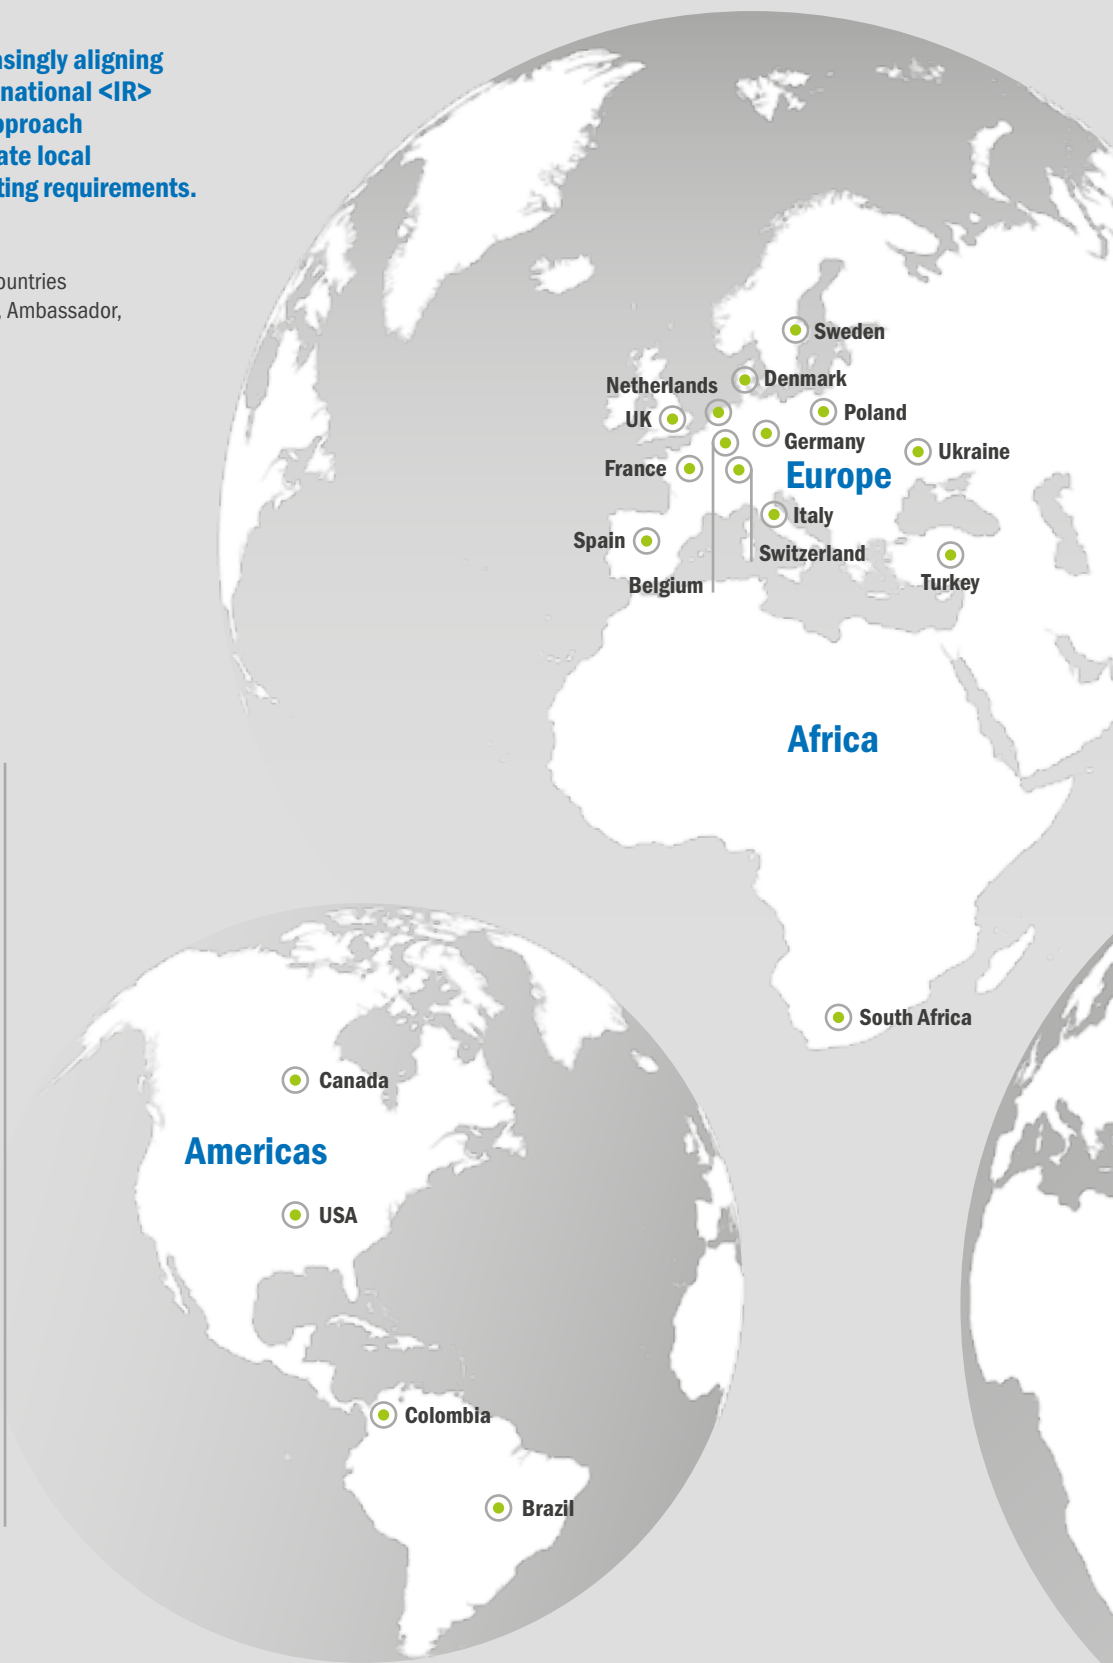 asingly aligning
national <IR>
pproach
ate local
ting requirements.
ountries
, Ambassador,
Sweden
Denmark
Netherlands
Poland
UK
Germany
Ukraine
France
Europe
Italy
Spain
Switzerland
Turkey
Belgium
Africa
South Africa
Canada
Americas
USA
Colombia
Brazil